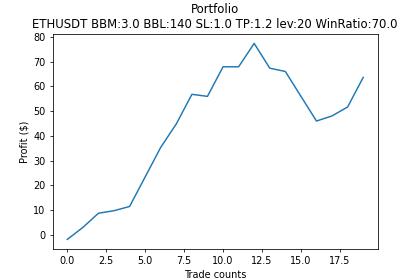 Portfolio
ETHUSDT BBM:3.0 BBL:140 SL:1.0 TP:1.2 lev:20 WinRatio:70.0
80
70
60
50
40
30
20
10
0
Profit ($)
0.0 2.5 5.0 7.5 10.0 12.5 15.0 17.5
Trade counts